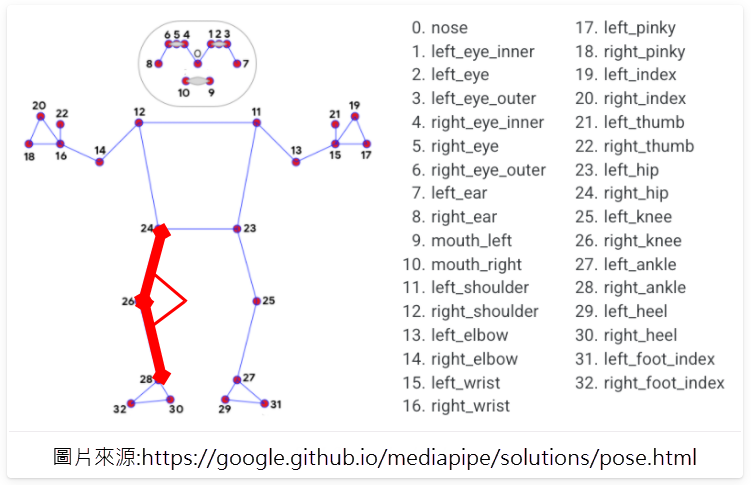 6 5 4 1 2 3
0
8 7
10 9
20 22 12 11 21 19
18 16 14 13 15 17
24 23
26 25
28 27
32 30 29 31
0. nose
1. left_eye_inner
2. left_eye
3. left_eye_outer
4. right_eye_inner
5. right_eye
6. right_eye_outer
7. left_ear
8. right_ear
9. mouth_left
10. mouth_right
11. left_shoulder
12. right_shoulder
13. left_elbow
14. right_elbow
15. left_wrist
16. right_wrist
17. left_pinky
18. right_pinky
19. left_index
20. right_index
21. left_thumb
22. right_thumb
23. left_hip
24. right_hip
25. left_knee
26. right_knee
27. left_ankle
28. right_ankle
29. left_heel
30. right_heel
31. left_foot_index
32. right_foot_index
圖片來源:https://google.github.io/mediapipe/solutions/pose.html